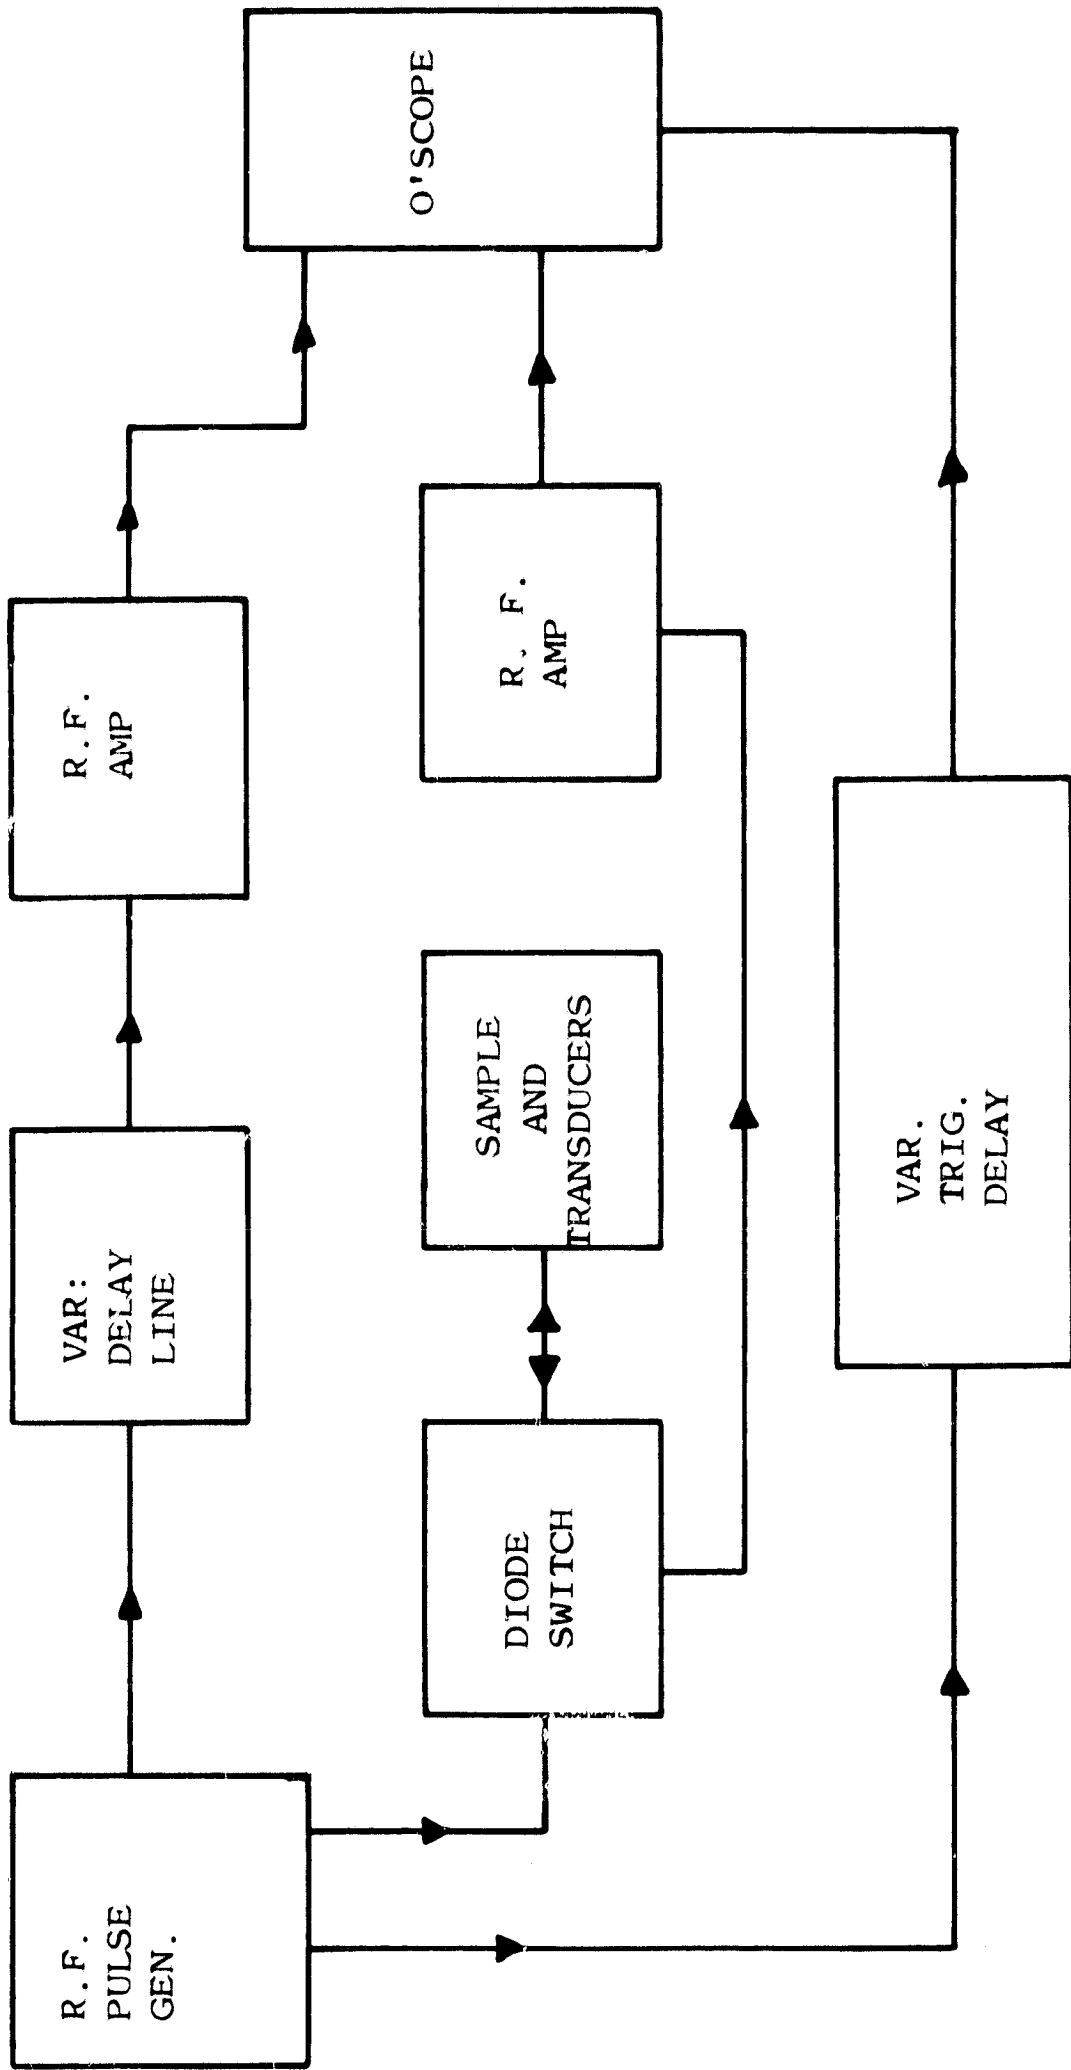 R.F.
PULSE
GEN.
VAR:
DELAY
LINE
R.F.
AMP
DIODE
SWITCH
SAMPLE
AND
TRANSDUCERS
R. F.
AMP
O'SCOPE
VAR.
TRIG.
DELAY